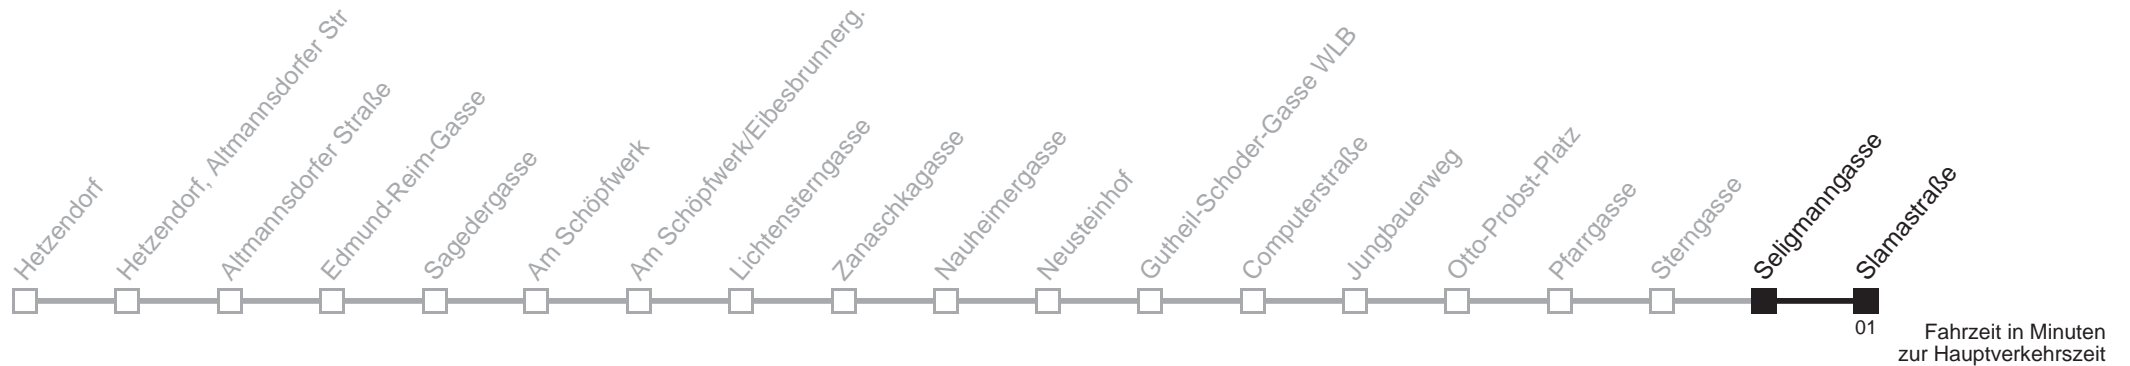 Hetzendorf
Hetzendorf, Altmannsdorfer Str
Altmannsdorfer Straße
Edmund-Reim-Gasse
Sagedergasse
Am Schöpfwerk
Am Schöpfwerk/Eibesbrunnerg.
Lichtensterngasse
Zanaschkagasse
Nauheimergasse
Neusteinhof
Gutheil-Schoder-Gasse WLB
Computerstraße
Jungbauerweg
Otto-Probst-Platz
Pfarrgasse
Sterngasse
Seligmanngasse
Slamastraße
01
Fahrzeit in Minuten
zur Hauptverkehrszeit